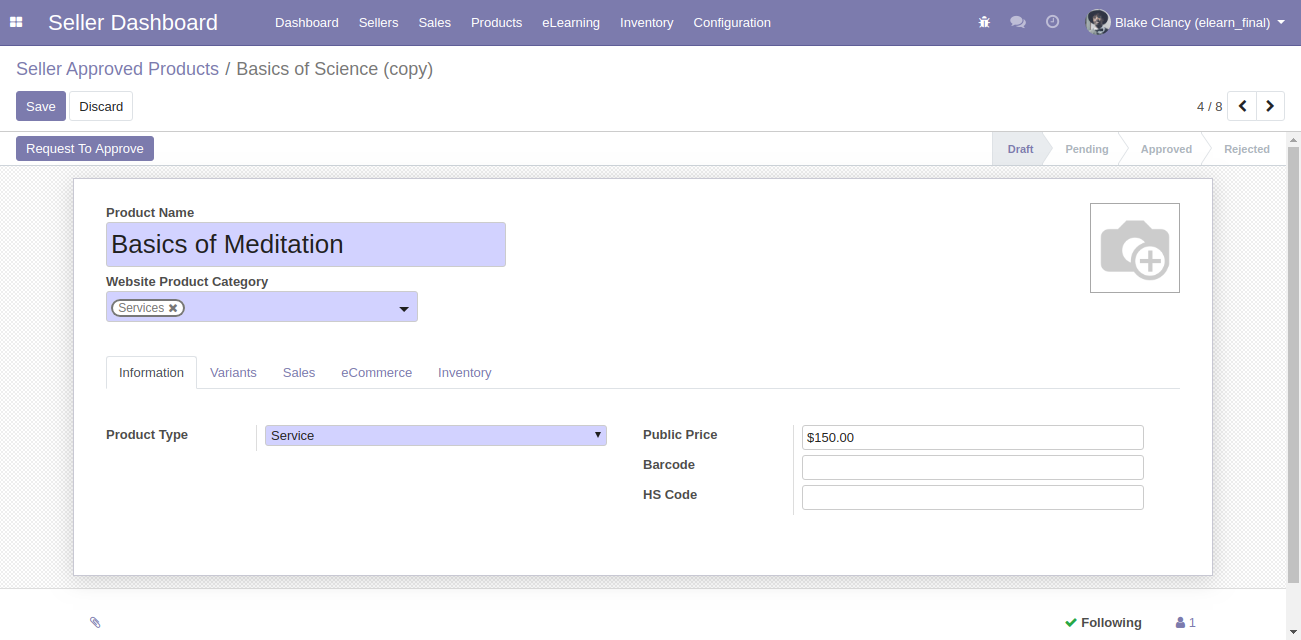 Seller Dashboard Dashboard Sellers Sales Products eLearning Inventory Configuration Blake Clancy (elearn_final)
Seller Approved Products / Basics of Science (copy)
Save Discard 4 / 8
Request To Approve Draft Pending Approved Rejected
Product Name
Basics of Meditation
Website Product Category
Services
Information Variants Sales eCommerce Inventory
Product Type Service Public Price $150.00
Barcode
HS Code
Following 1